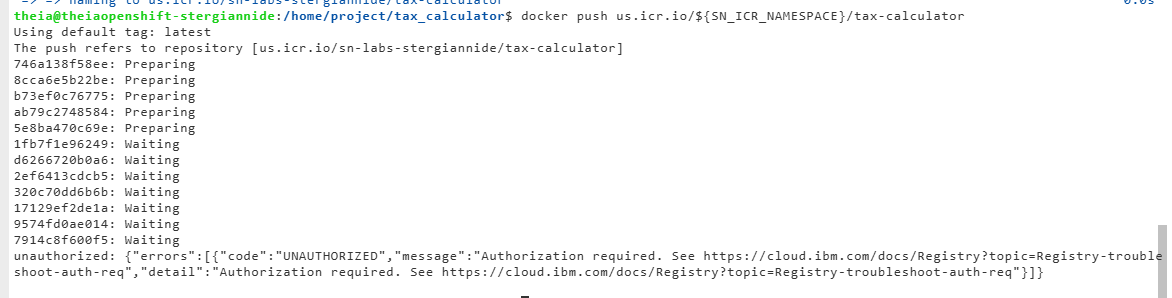 => => naming to us.icr.io/sn-labs-stergiannide/tax-calculator 0.0s
theia@theiaopenshift-stergiannide:/home/project/tax_calculator$ docker push us.icr.io/${SN_ICR_NAMESPACE}/tax-calculator
Using default tag: latest
The push refers to repository [us.icr.io/sn-labs-stergiannide/tax-calculator]
746a138f58ee: Preparing
8cca6e5b22be: Preparing
b73ef0c76775: Preparing
ab79c2748584: Preparing
5e8ba470c69e: Preparing
1fb7f1e96249: Waiting
d6266720b0a6: Waiting
2ef6413cdcb5: Waiting
320c70dd6b6b: Waiting
17129ef2de1a: Waiting
9574fd0ae014: Waiting
7914c8f600f5: Waiting
unauthorized: {"errors":[{"code":"UNAUTHORIZED","message":"Authorization required. See https://cloud.ibm.com/docs/Registry?topic=Registry-trouble
shoot-auth-req","detail":"Authorization required. See https://cloud.ibm.com/docs/Registry?topic=Registry-troubleshoot-auth-req"}]}